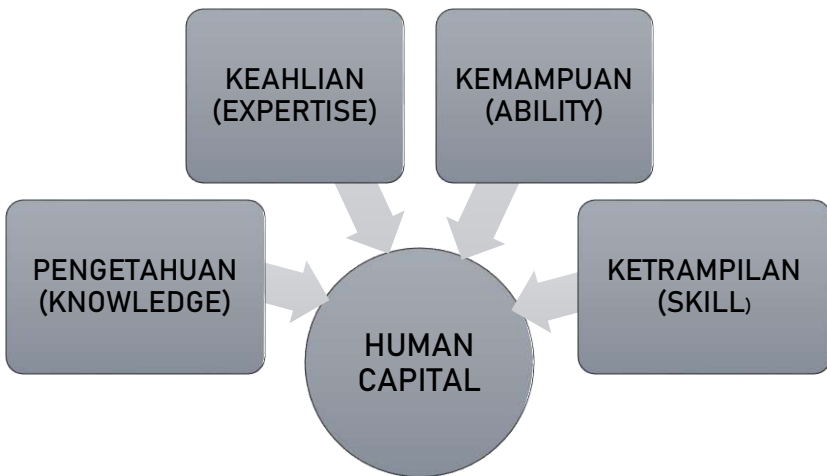 KEAHLIAN
(EXPERTISE)
KEMAMPUAN
(ABILITY)
PENGETAHUAN
(KNOWLEDGE)
KETRAMPILAN
(SKILL)
HUMAN
CAPITAL